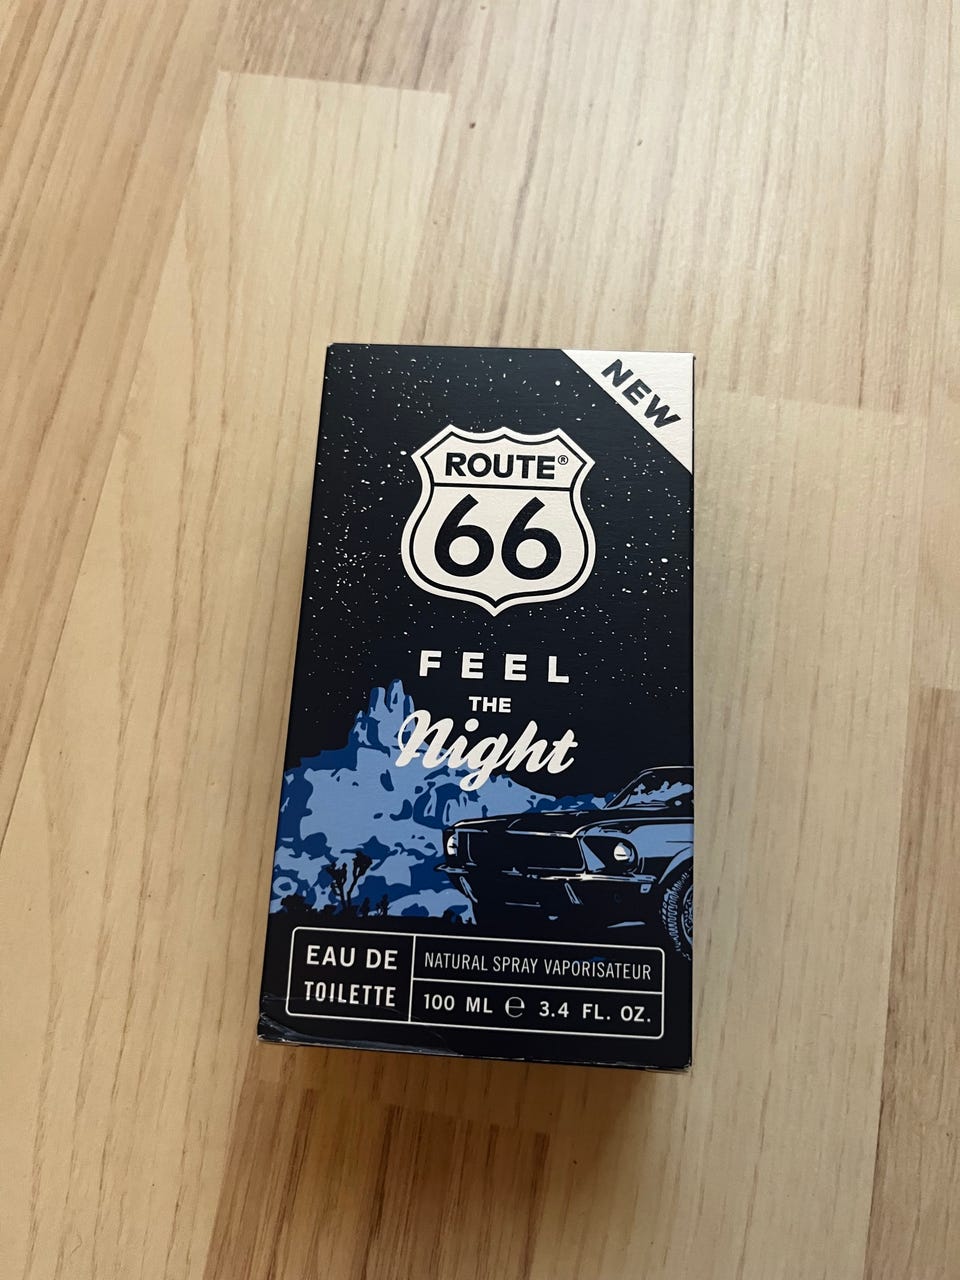 NEW
ROUTE®
66
FEEL
THE
Night
EAU DE
TOILETTE
NATURAL SPRAY VAPORISATEUR
100 ML ℮ 3.4 FL. OZ.